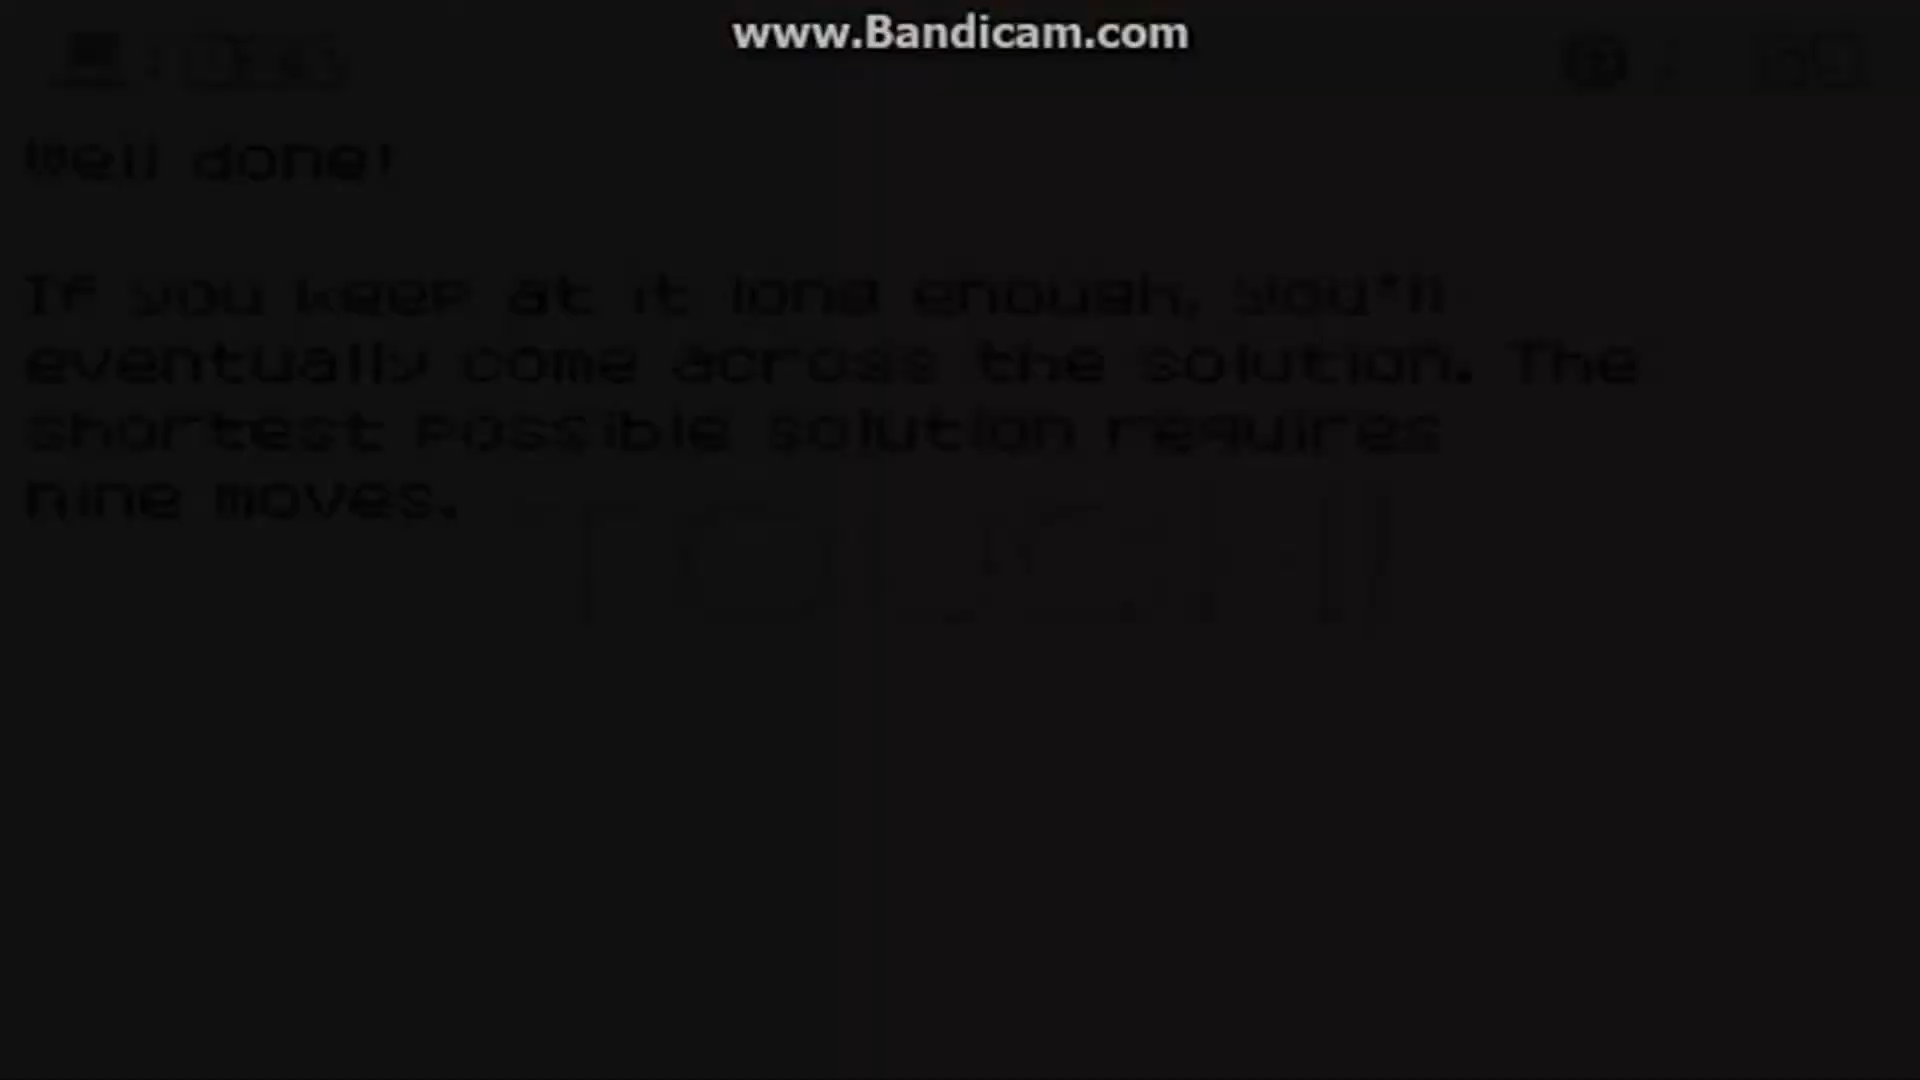 www.Bandicam.com
Well done!
If you keep at it long enough, you'll
eventually come across the solution. The
shortest possible solution requires
nine moves.